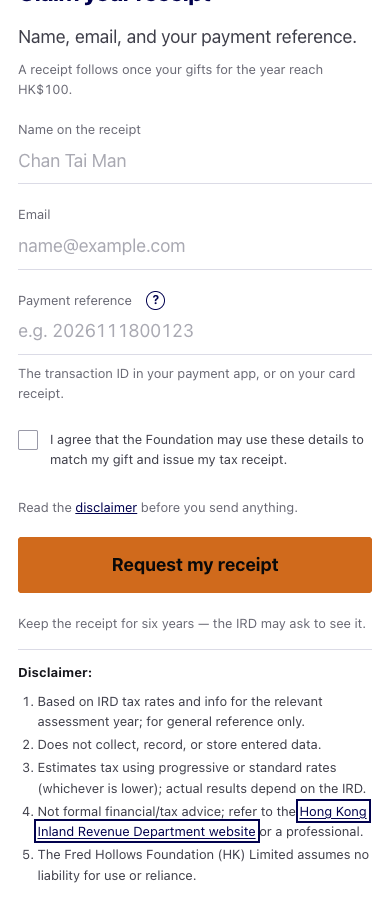 Claim your receipt
Name, email, and your payment reference.
A receipt follows once your gifts for the year reach
HK$100.
Name on the receipt
Chan Tai Man
Email
name@example.com
Payment reference ?
e.g. 2026111800123
The transaction ID in your payment app, or on your card
receipt.
I agree that the Foundation may use these details to
match my gift and issue my tax receipt.
Read the disclaimer before you send anything.
Request my receipt
Keep the receipt for six years — the IRD may ask to see it.
Disclaimer:
1. Based on IRD tax rates and info for the relevant
assessment year; for general reference only.
2. Does not collect, record, or store entered data.
3. Estimates tax using progressive or standard rates
(whichever is lower); actual results depend on the IRD.
4. Not formal financial/tax advice; refer to the Hong Kong
Inland Revenue Department website or a professional.
5. The Fred Hollows Foundation (HK) Limited assumes no
liability for use or reliance.